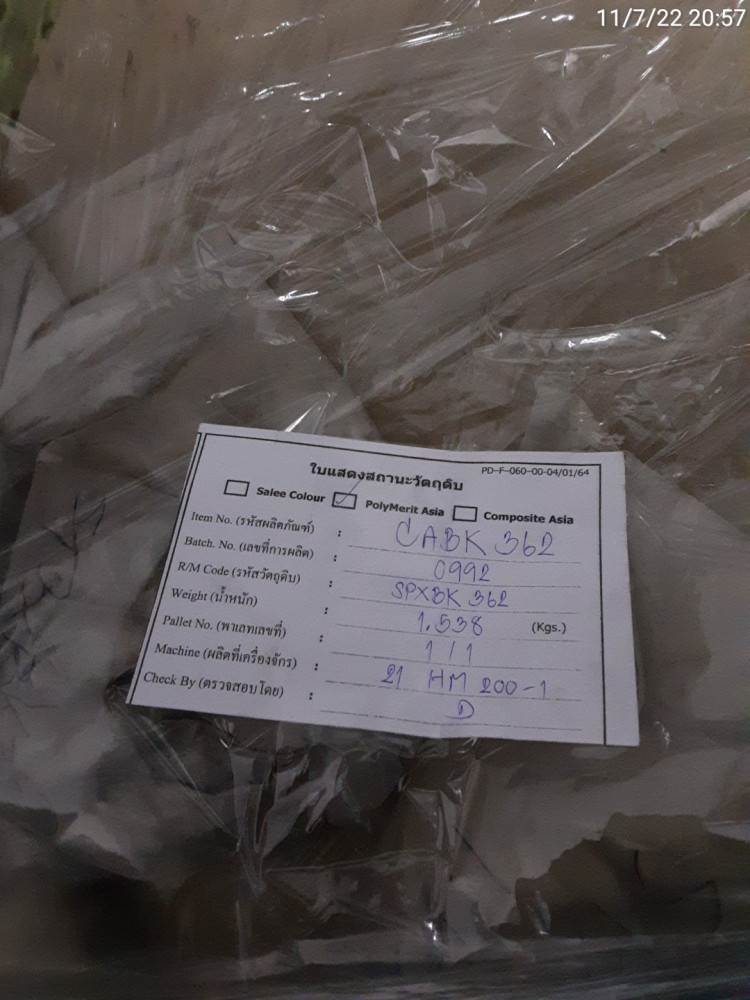 11/7/22 20:57
PD-F-060-00-04/01/64
ใบแสดงสถานะวัตถุดิบ
Salee Colour PolyMerit Asia Composite Asia
Item No. (รหัสผลิตภัณฑ์) : CABK 362
Batch. No. (เลขที่การผลิต) : 0992
R/M Code (รหัสวัตถุดิบ) : SPXBK 362
Weight (น้ำหนัก) : 1.538 (Kgs.)
Pallet No. (พาเลทเลขที่) : 1/1
Machine (ผลิตที่เครื่องจักร) : 21 HM 200-1
Check By (ตรวจสอบโดย) : D